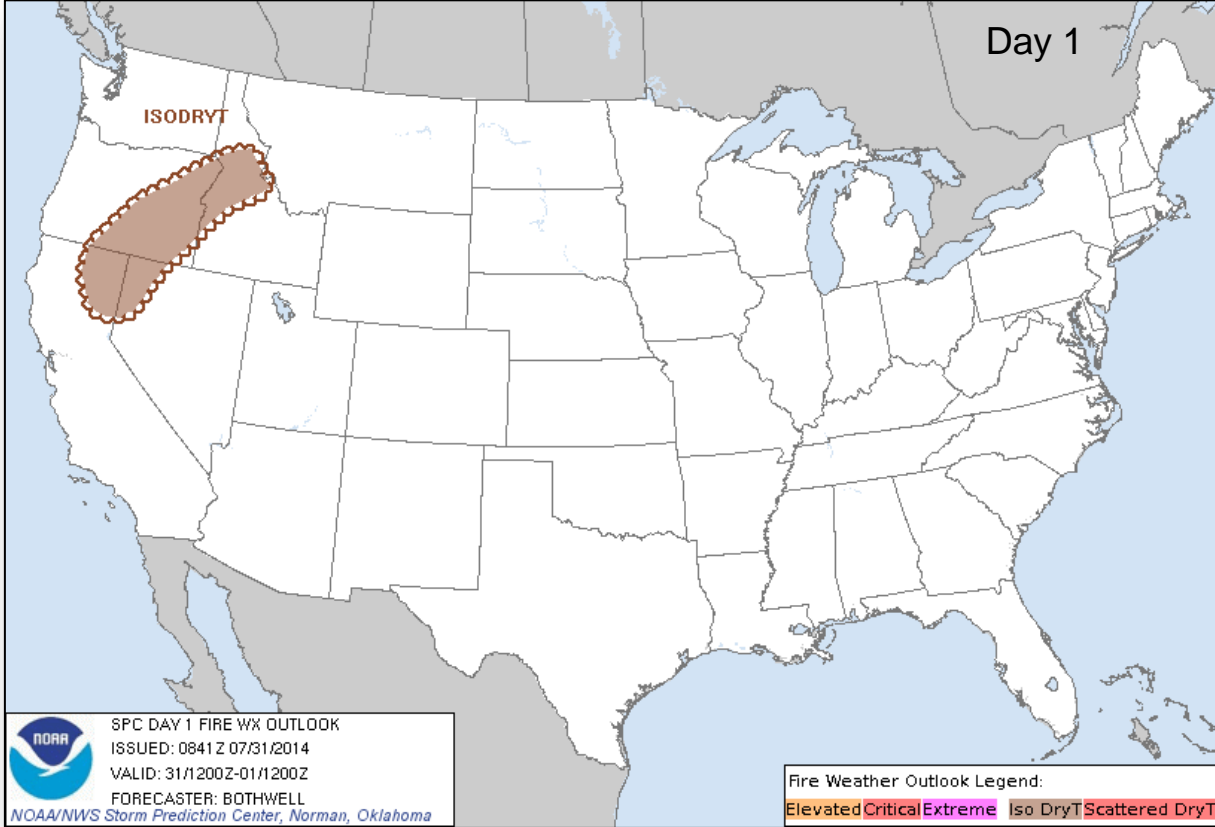 Day 1
ISODRYT
NOAA
SPC DAY 1 FIRE WX OUTLOOK
ISSUED: 0841Z 07/31/2014
VALID: 31/1200Z-01/1200Z
FORECASTER: BOTHWELL
NOAA/NWS Storm Prediction Center, Norman, Oklahoma
Fire Weather Outlook Legend:
Elevated Critical Extreme Iso DryT Scattered DryT